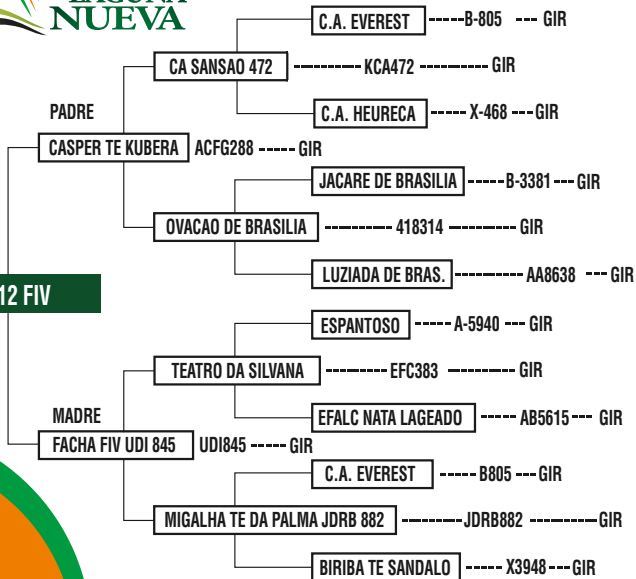 LAGUNA
NUEVA
C.A. EVEREST -----B-805 --- GIR
CA SANSAO 472 ---------- KCA472 ---------- GIR
C.A. HEURECA ----- X-468 ---GIR
PADRE
CASPER TE KUBERA ACFG288 ----- GIR
JACARE DE BRASILIA -----B-3381 --- GIR
OVACAO DE BRASILIA ---------- 418314 ---------- GIR
LUZIADA DE BRAS. ---------- AA8638 --- GIR
12 FIV
ESPANTOSO ----- A-5940 --- GIR
TEATRO DA SILVANA --------- EFC383 ---------- GIR
EFALC NATA LAGEADO ----- AB5615 --- GIR
MADRE
FACHA FIV UDI 845 UDI845 ----- GIR
C.A. EVEREST ----- B805 --- GIR
MIGALHA TE DA PALMA JDRB 882 ----------JDRB882 ----------GIR
BIRIBA TE SANDALO ----- X3948 ---GIR